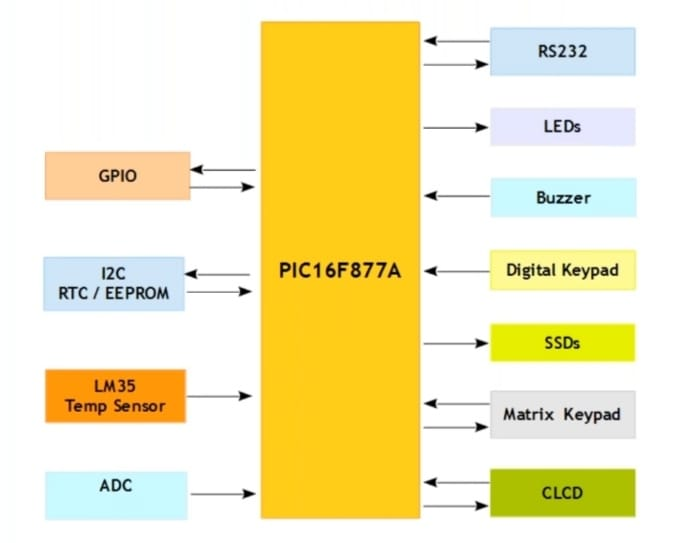 RS232
LEDs
GPIO
Buzzer
PIC16F877A
I2C
RTC / EEPROM
Digital Keypad
SSDs
LM35
Temp Sensor
Matrix Keypad
ADC
CLCD